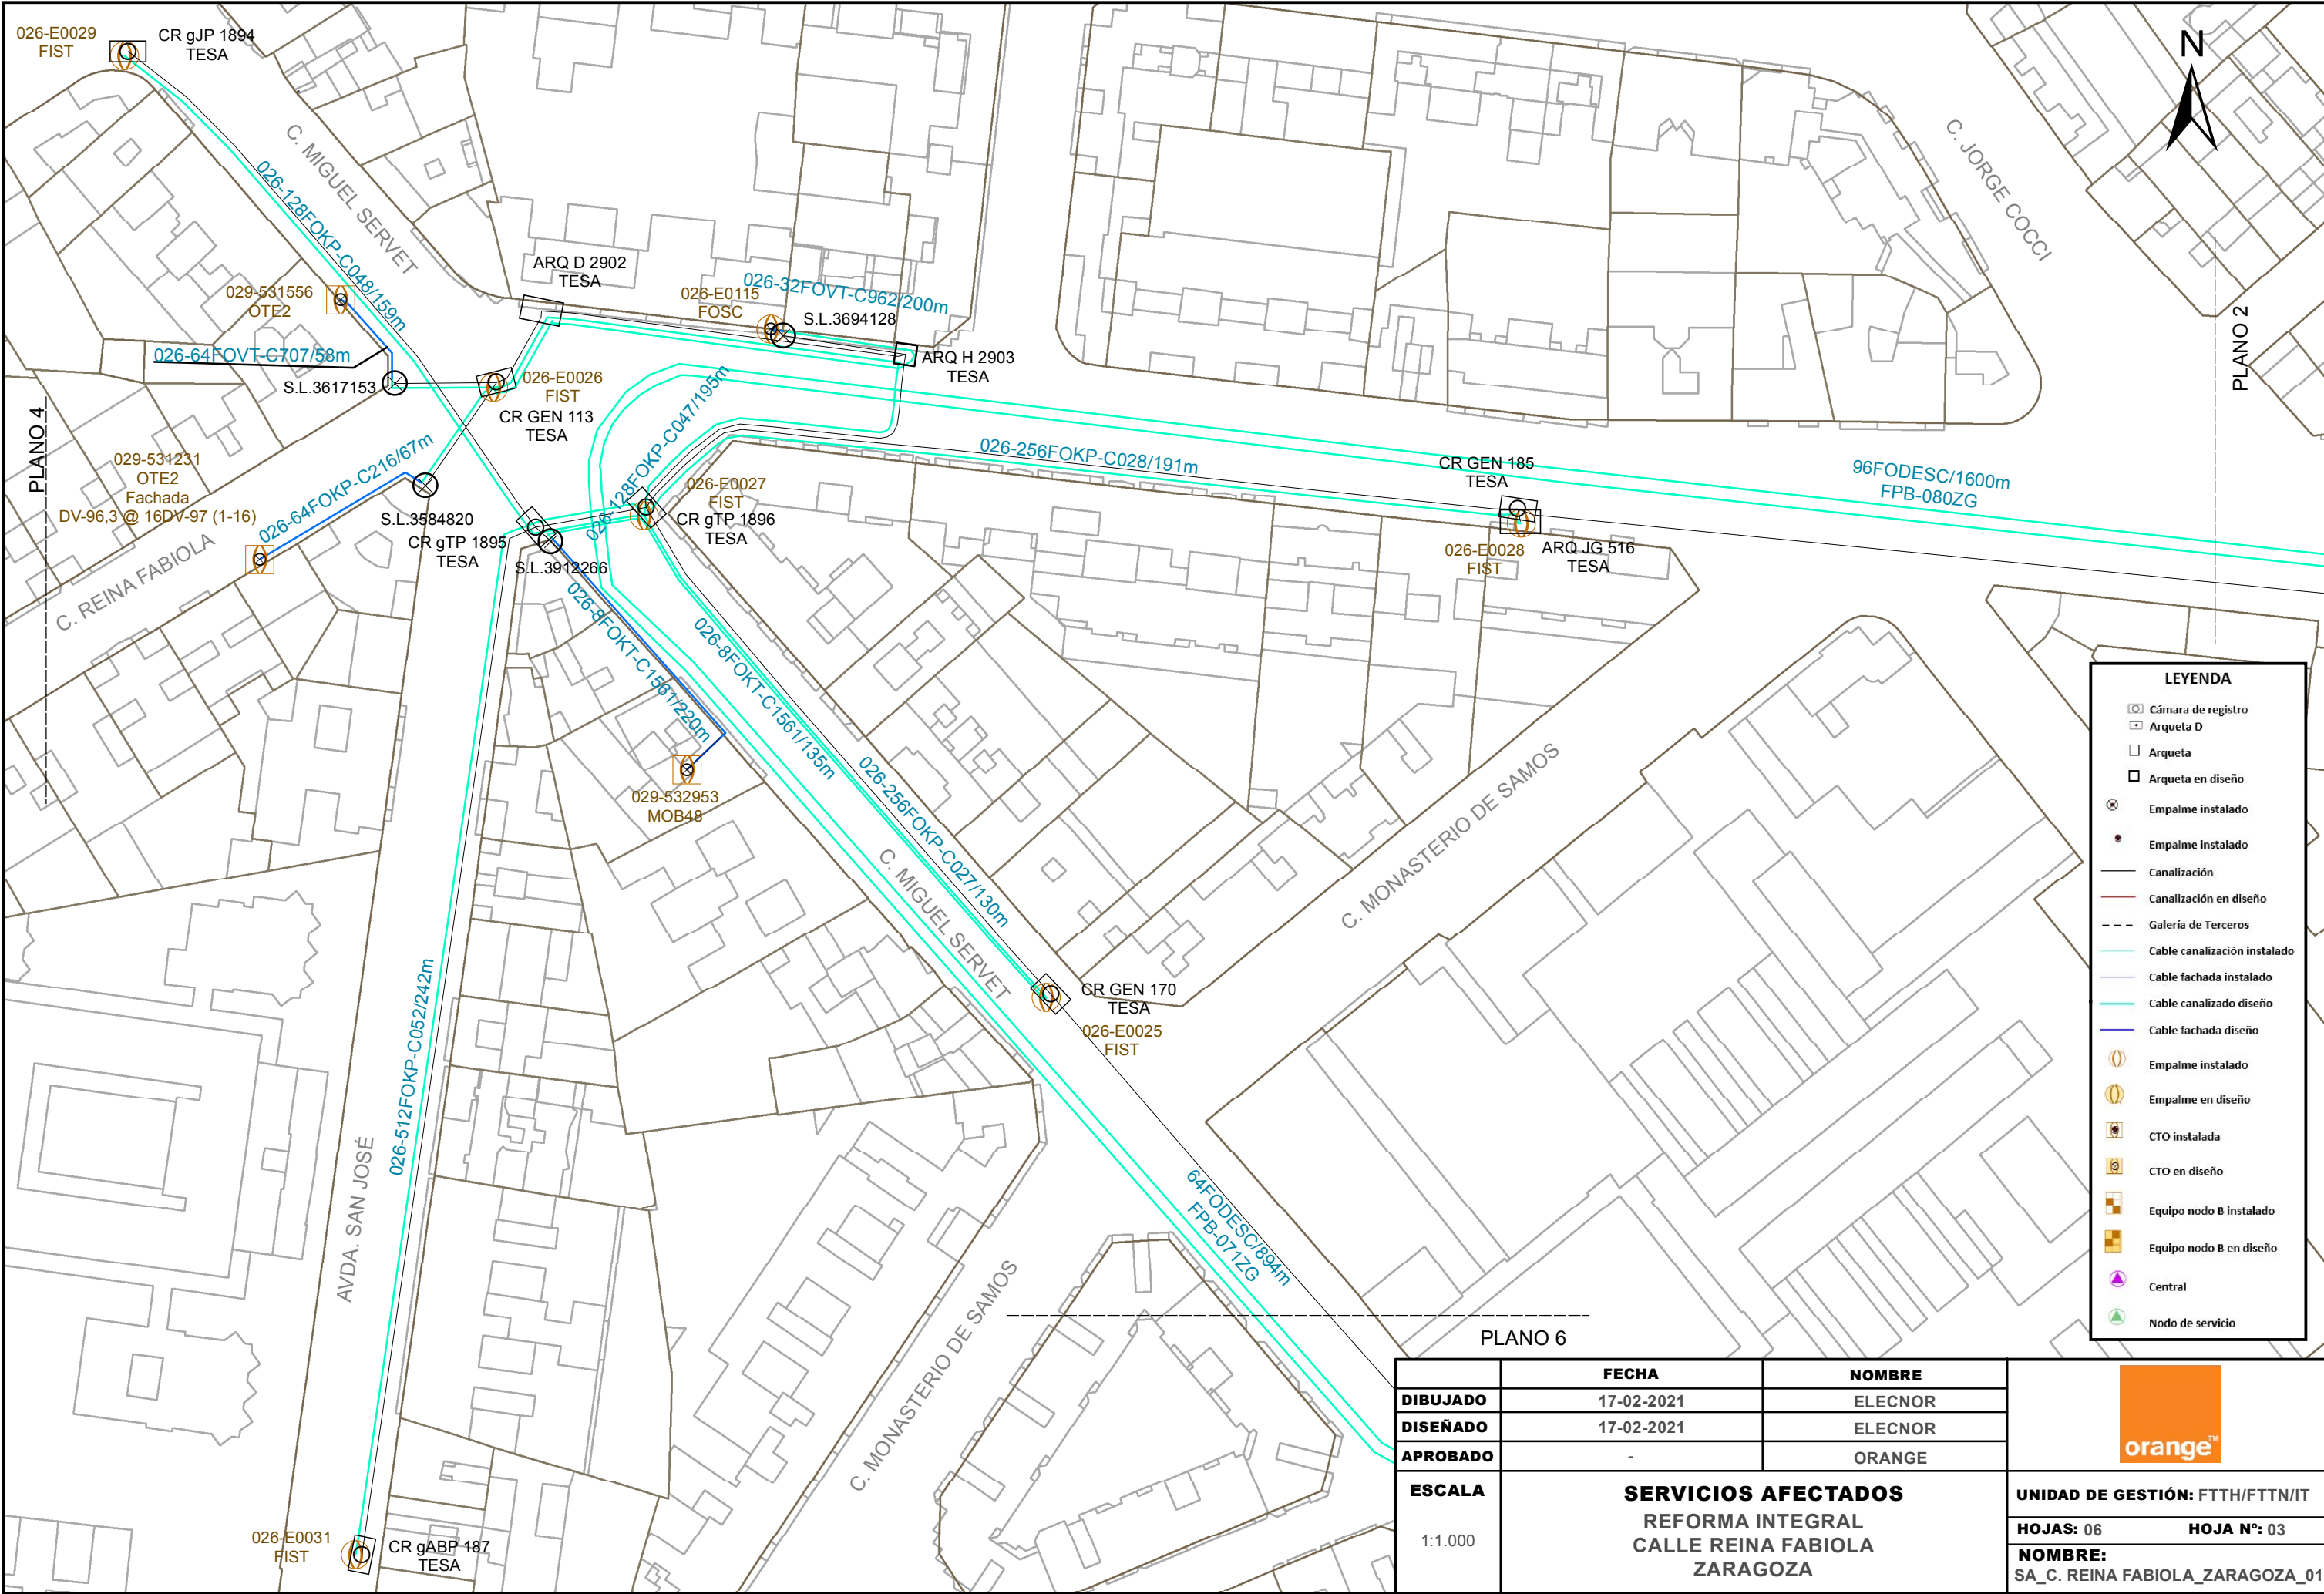 026-E0029
FIST
CR gJP 1894
TESA
C. MIGUEL SERVET
026-128FOKP-C048/159m
029-531556
OTE2
026-64FOVT-C707/58m
S.L.3617153
ARQ D 2902
TESA
026-E0115
FOSC
026-32FOVT-C962/200m
S.L.3694128
ARQ H 2903
TESA
026-E0026
FIST
CR GEN 113
TESA
026-128FOKP-C047/195m
PLANO 4
029-531231
OTE2
Fachada
DV-96,3 @ 16DV-97 (1-16)
026-64FOKP-C216/67m
S.L.3584820
C. REINA FABIOLA
CR gTP 1895
TESA
S.L.3912266
026-E0027
FIST
CR gTP 1896
TESA
026-256FOKP-C028/191m
CR GEN 185
TESA
026-E0028
FIST
ARQ JG 516
TESA
96FODESC/1600m
FPB-080ZG
C. JORGE COCCI
N
PLANO 2
026-8FOKT-C1561/220m
026-8FOKT-C1561/135m
029-532953
MOB48
026-256FOKP-C027/130m
C. MIGUEL SERVET
C. MONASTERIO DE SAMOS
CR GEN 170
TESA
026-E0025
FIST
026-512FOKP-C052/242m
AVDA. SAN JOSÉ
64FODESC/894m
FPB-071ZG
C. MONASTERIO DE SAMOS
PLANO 6
026-E0031
FIST
CR gABP 187
TESA
LEYENDA
Cámara de registro
Arqueta D
Arqueta
Arqueta en diseño
Empalme instalado
Empalme instalado
Canalización
Canalización en diseño
Galería de Terceros
Cable canalización instalado
Cable fachada instalado
Cable canalizado diseño
Cable fachada diseño
Empalme instalado
Empalme en diseño
CTO instalada
CTO en diseño
Equipo nodo B instalado
Equipo nodo B en diseño
Central
Nodo de servicio
FECHA NOMBRE
DIBUJADO 17-02-2021 ELECNOR
DISEÑADO 17-02-2021 ELECNOR
APROBADO - ORANGE
orange™
ESCALA
1:1.000
SERVICIOS AFECTADOS
REFORMA INTEGRAL
CALLE REINA FABIOLA
ZARAGOZA
UNIDAD DE GESTIÓN: FTTH/FTTN/IT
HOJAS: 06 HOJA Nº: 03
NOMBRE:
SA_C. REINA FABIOLA_ZARAGOZA_01